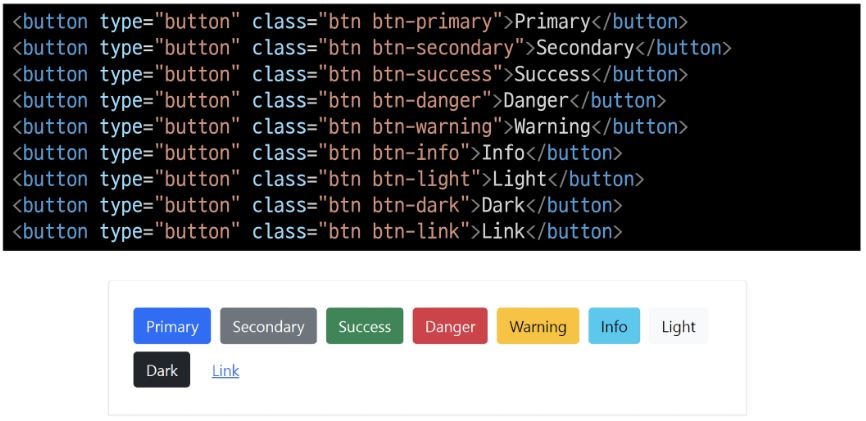 <button type="button" class="btn btn-primary">Primary</button>
<button type="button" class="btn btn-secondary">Secondary</button>
<button type="button" class="btn btn-success">Success</button>
<button type="button" class="btn btn-danger">Danger</button>
<button type="button" class="btn btn-warning">Warning</button>
<button type="button" class="btn btn-info">Info</button>
<button type="button" class="btn btn-light">Light</button>
<button type="button" class="btn btn-dark">Dark</button>
<button type="button" class="btn btn-link">Link</button>
Primary Secondary Success Danger Warning Info Light
Dark Link